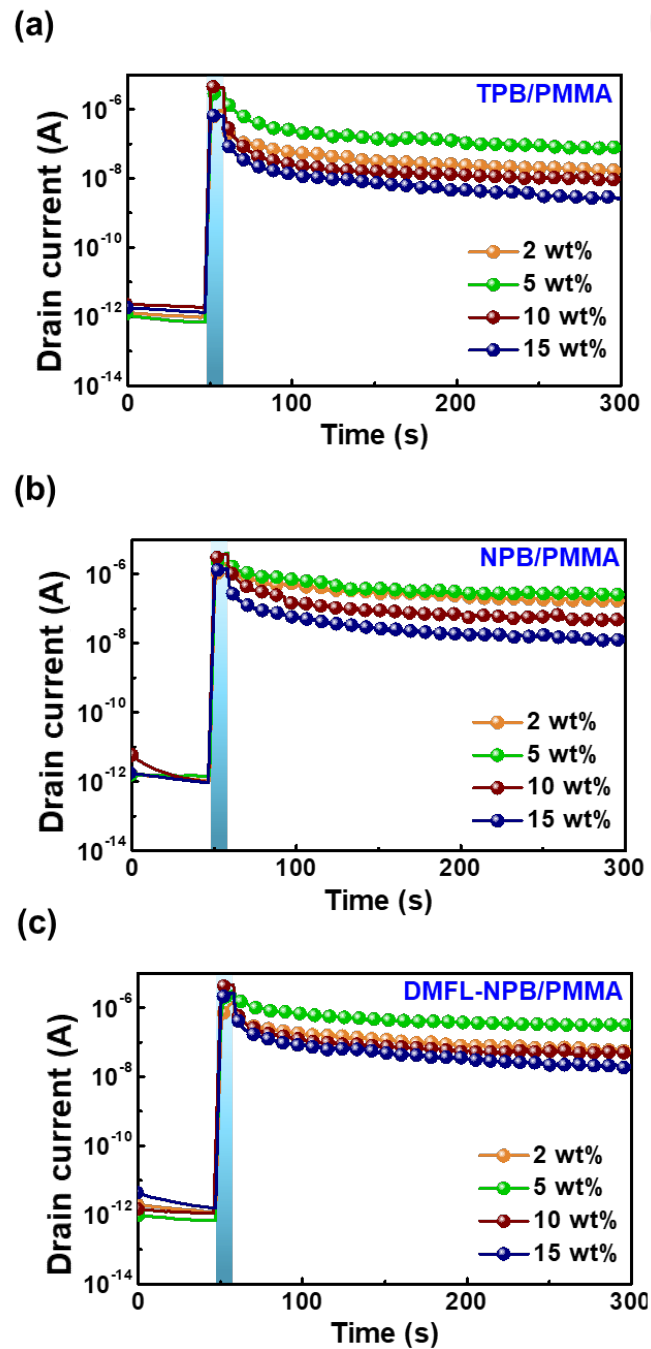 (a)
TPB/PMMA
Drain current (A)
10-6
10-8
10-10
10-12
10-14
2 wt%
5 wt%
10 wt%
15 wt%
0 100 200 300
Time (s)
(b)
NPB/PMMA
Drain current (A)
10-6
10-8
10-10
10-12
10-14
2 wt%
5 wt%
10 wt%
15 wt%
0 100 200 300
Time (s)
(c)
DMFL-NPB/PMMA
Drain current (A)
10-6
10-8
10-10
10-12
10-14
2 wt%
5 wt%
10 wt%
15 wt%
0 100 200 300
Time (s)